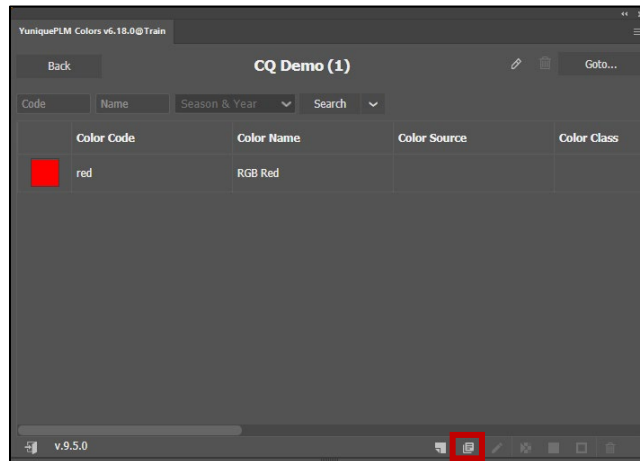 YuniquePLM Colors v6.18.0@Train
Back
CQ Demo (1)
Goto...
Code
Name
Season & Year
Search
Color Code
Color Name
Color Source
Color Class
red
RGB Red
v.9.5.0